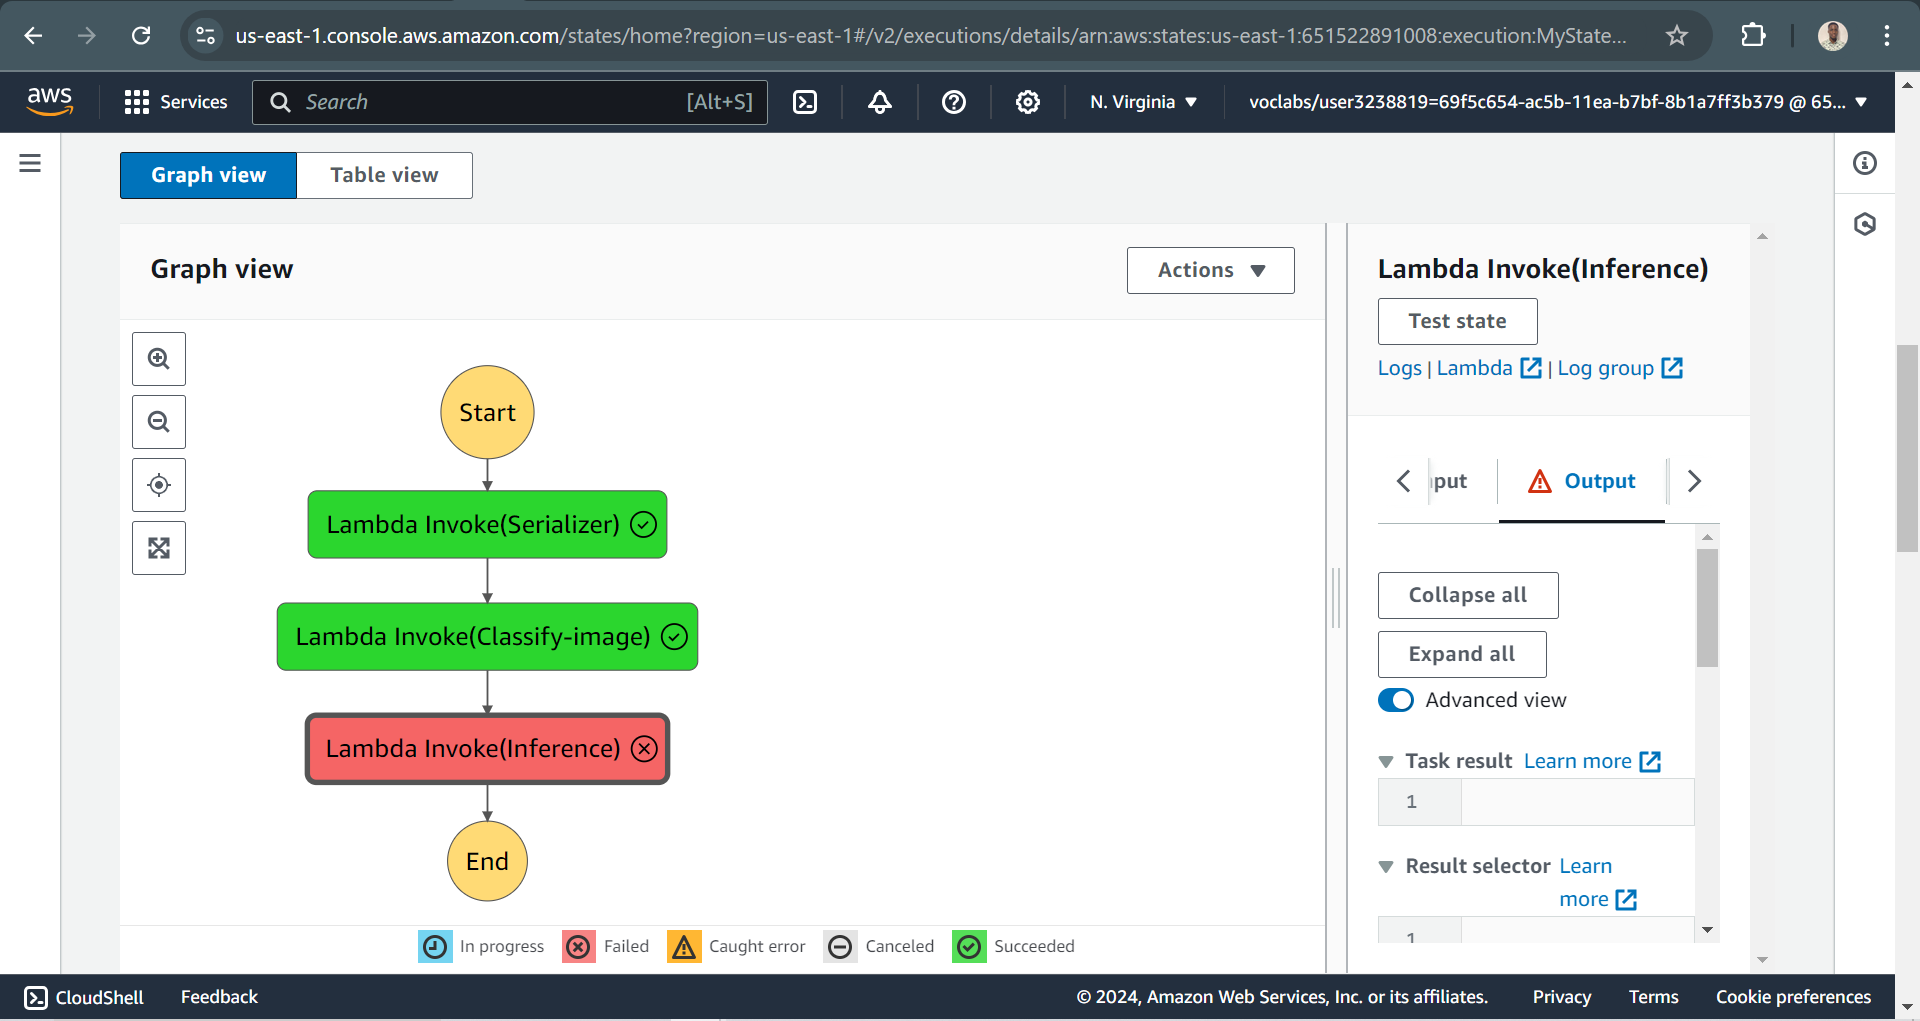 us-east-1.console.aws.amazon.com/states/home?region=us-east-1#/v2/executions/details/arn:aws:states:us-east-1:651522891008:execution:MyState...
aws
Services
Search
[Alt+S]
N. Virginia
voclabs/user3238819=69f5c654-ac5b-11ea-b7bf-8b1a7ff3b379 @ 65...
Graph view
Table view
Graph view
Actions
Start
Lambda Invoke(Serializer)
Lambda Invoke(Classify-image)
Lambda Invoke(Inference)
End
In progress
Failed
Caught error
Canceled
Succeeded
Lambda Invoke(Inference)
Test state
Logs | Lambda | Log group
put
Output
Collapse all
Expand all
Advanced view
Task result Learn more
1
Result selector Learn
more
1
CloudShell
Feedback
© 2024, Amazon Web Services, Inc. or its affiliates.
Privacy
Terms
Cookie preferences